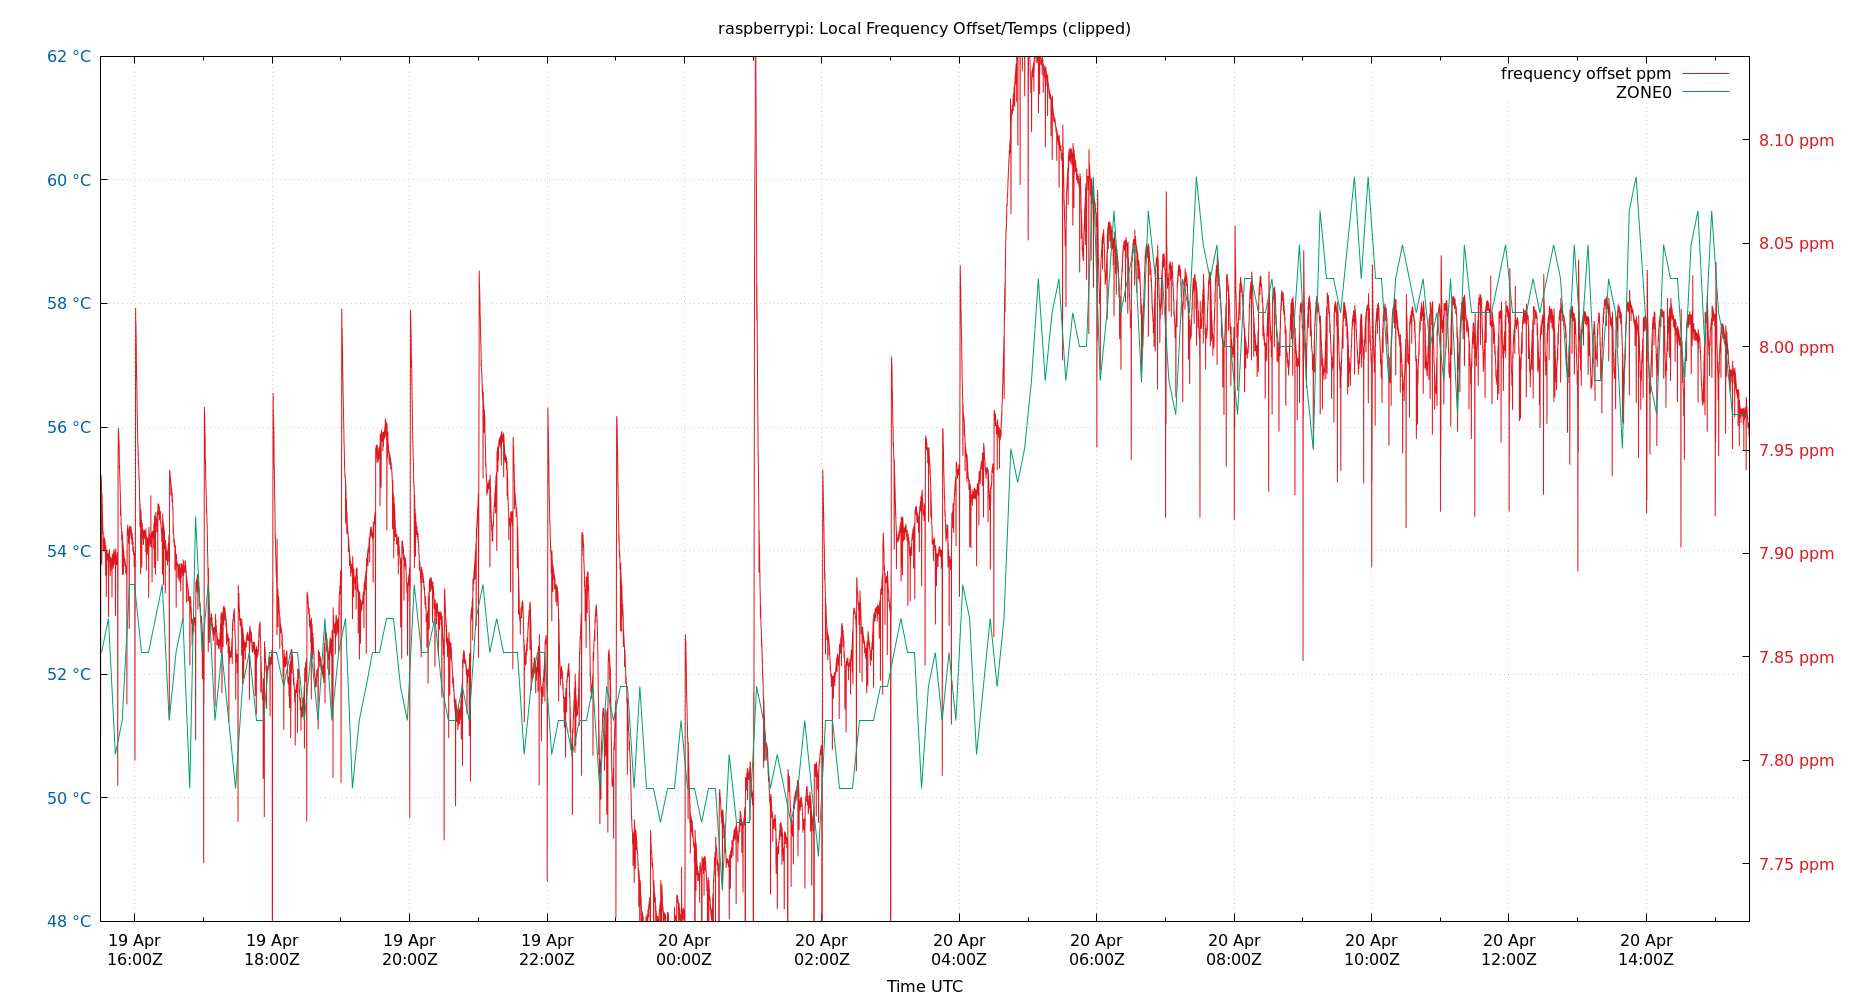 raspberrypi: Local Frequency Offset/Temps (clipped)
62 °C
60 °C
58 °C
56 °C
54 °C
52 °C
50 °C
48 °C
frequency offset ppm
ZONE0
8.10 ppm
8.05 ppm
8.00 ppm
7.95 ppm
7.90 ppm
7.85 ppm
7.80 ppm
7.75 ppm
19 Apr 19 Apr 19 Apr 19 Apr 20 Apr 20 Apr 20 Apr 20 Apr 20 Apr 20 Apr 20 Apr 20 Apr
16:00Z 18:00Z 20:00Z 22:00Z 00:00Z 02:00Z 04:00Z 06:00Z 08:00Z 10:00Z 12:00Z 14:00Z
Time UTC